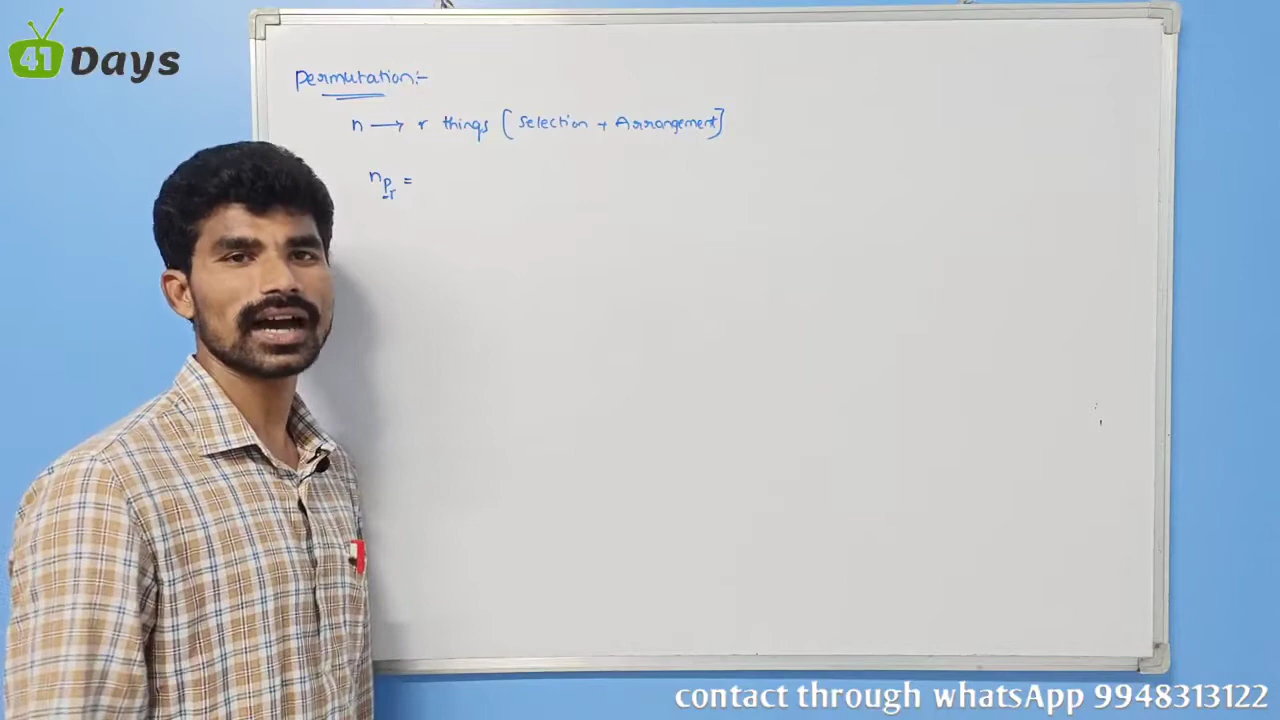 41 Days
Permutation:-
n → r things [Selection + Arrangement]
nPr =
contact through whatsApp 9948313122